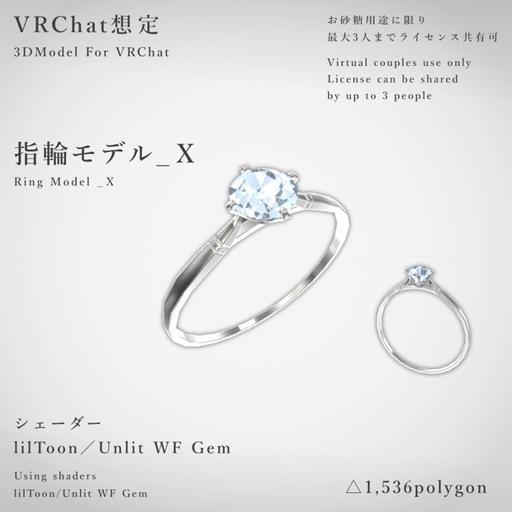 VRChat想定
3DModel For VRChat
お砂糖用途に限り
最大3人までライセンス共有可
Virtual couples use only
License can be shared
by up to 3 people
指輪モデル_X
Ring Model _X
シェーダー
lilToon／Unlit WF Gem
Using shaders
lilToon/Unlit WF Gem
△1,536polygon